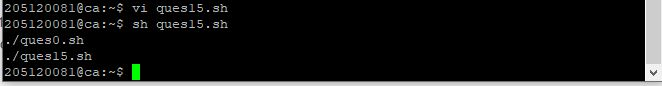 205120081@ca:~$ vi ques15.sh
205120081@ca:~$ sh ques15.sh
./ques0.sh
./ques15.sh
205120081@ca:~$